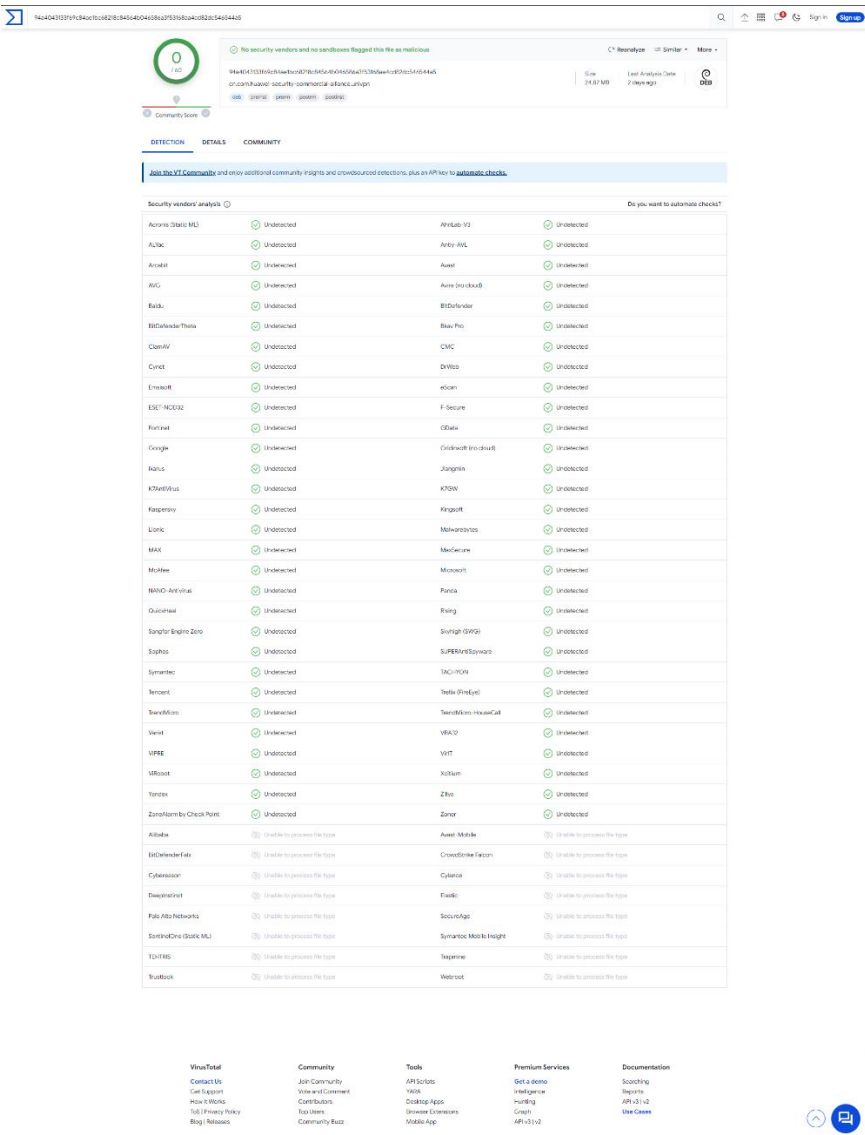 Sign in Sign up
0
/ 60
Community Score
No security vendors and no sandboxes flagged this file as malicious
Reanalyze Similar More
Size
24.87 MB
Last Analysis Date
2 days ago
DEB
deb preinst prerm postrm postinst
DETECTION DETAILS COMMUNITY
Join the VT Community and enjoy additional community insights and crowdsourced detections, plus an API key to automate checks.
Security vendors' analysis Do you want to automate checks?
Acronis (Static ML) Undetected AhnLab-V3 Undetected
ALYac Undetected Antiy-AVL Undetected
Arcabit Undetected Avast Undetected
AVG Undetected Avira (no cloud) Undetected
Baidu Undetected BitDefender Undetected
BitDefenderTheta Undetected Bkav Pro Undetected
ClamAV Undetected CMC Undetected
Cynet Undetected DrWeb Undetected
Emsisoft Undetected eScan Undetected
ESET-NOD32 Undetected F-Secure Undetected
Fortinet Undetected GData Undetected
Google Undetected Gridinsoft (no cloud) Undetected
Ikarus Undetected Jiangmin Undetected
K7AntiVirus Undetected K7GW Undetected
Kaspersky Undetected Kingsoft Undetected
Lionic Undetected Malwarebytes Undetected
MAX Undetected MaxSecure Undetected
McAfee Undetected Microsoft Undetected
NANO-Antivirus Undetected Panda Undetected
QuickHeal Undetected Rising Undetected
Sangfor Engine Zero Undetected Skyhigh (SWG) Undetected
Sophos Undetected SUPERAntiSpyware Undetected
Symantec Undetected TACHYON Undetected
Tencent Undetected Trellix (FireEye) Undetected
TrendMicro Undetected TrendMicro-HouseCall Undetected
Varist Undetected VBA32 Undetected
VIPRE Undetected VirIT Undetected
ViRobot Undetected Xcitium Undetected
Yandex Undetected Zillya Undetected
ZoneAlarm by Check Point Undetected Zoner Undetected
Alibaba Unable to process file type Avast-Mobile Unable to process file type
BitDefenderFalx Unable to process file type CrowdStrike Falcon Unable to process file type
Cybereason Unable to process file type Cylance Unable to process file type
DeepInstinct Unable to process file type Elastic Unable to process file type
Palo Alto Networks Unable to process file type SecureAge Unable to process file type
SentinelOne (Static ML) Unable to process file type Symantec Mobile Insight Unable to process file type
TEHTRIS Unable to process file type Trapmine Unable to process file type
Trustlook Unable to process file type Webroot Unable to process file type
VirusTotal Community Tools Premium Services Documentation
Contact Us Join Community API Scripts Get a demo Searching
Get Support Vote and Comment YARA Intelligence Reports
How It Works Contributors Desktop Apps Hunting API v3 | v2
ToS | Privacy Policy Top Users Browser Extensions Graph Use Cases
Blog | Releases Community Buzz Mobile App API v3 | v2